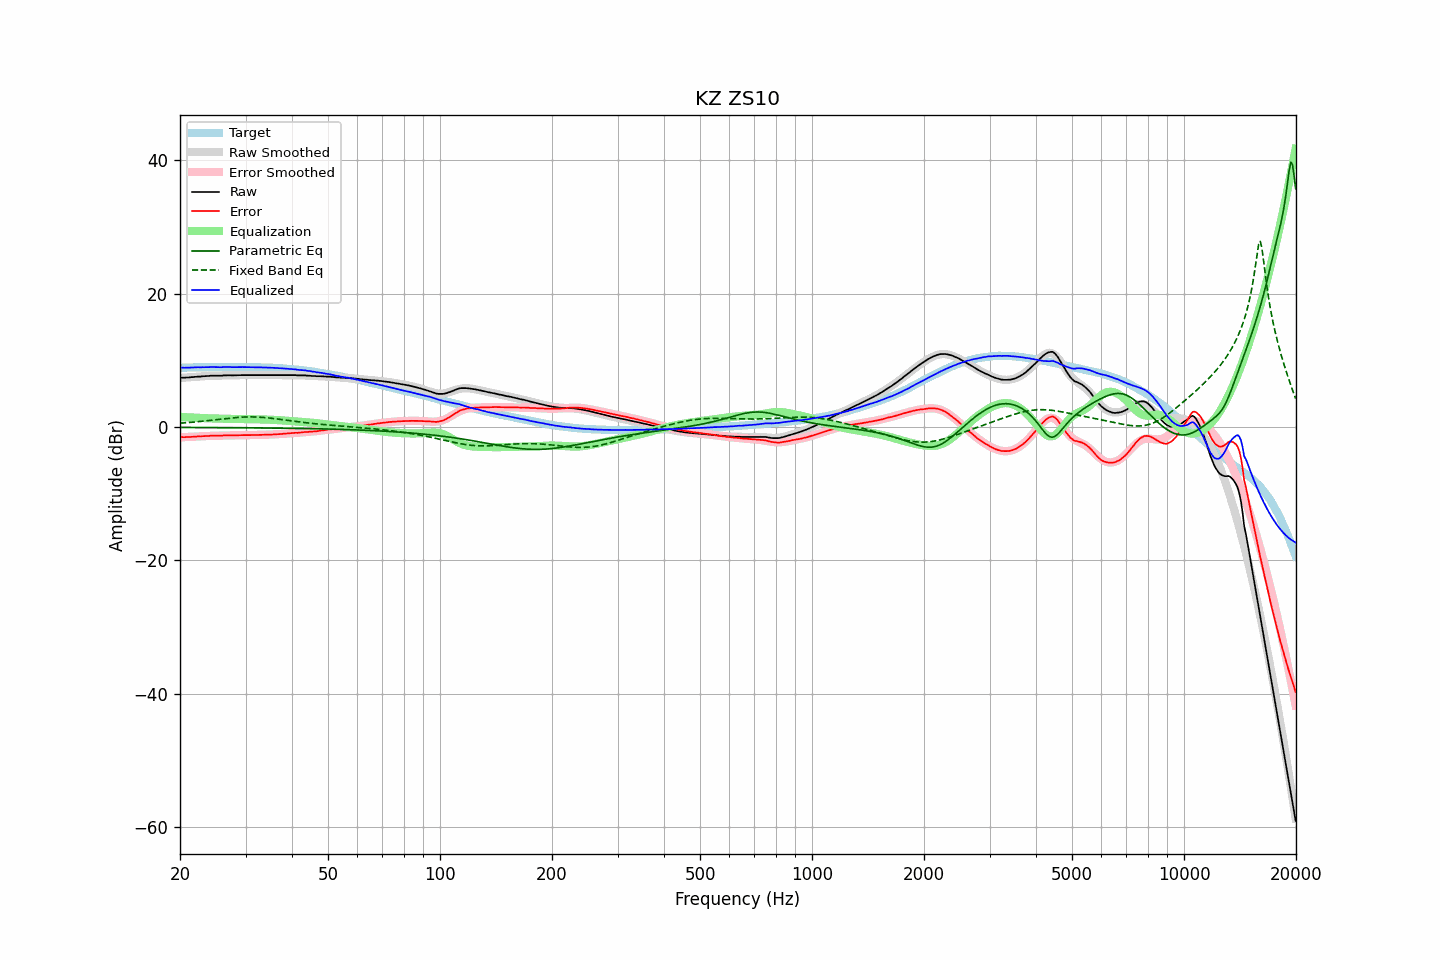 KZ ZS10
Target
Raw Smoothed
Error Smoothed
Raw
Error
Equalization
Parametric Eq
Fixed Band Eq
Equalized
40
20
0
−20
−40
−60
Amplitude (dBr)
20
50
100
200
500
1000
2000
5000
10000
20000
Frequency (Hz)